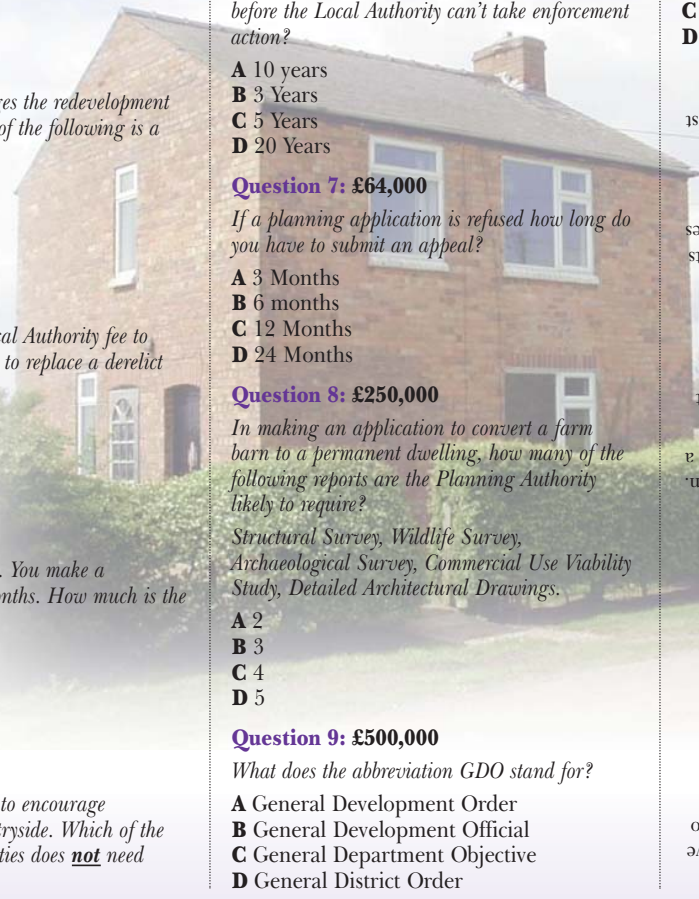 res the redevelopment
of the following is a
al Authority fee to
to replace a derelict
. You make a
nths. How much is the
to encourage
tryside. Which of the
ties does not need
before the Local Authority can't take enforcement
action?
A 10 years
B 3 Years
C 5 Years
D 20 Years
Question 7: £64,000
If a planning application is refused how long do
you have to submit an appeal?
A 3 Months
B 6 months
C 12 Months
D 24 Months
Question 8: £250,000
In making an application to convert a farm
barn to a permanent dwelling, how many of the
following reports are the Planning Authority
likely to require?
Structural Survey, Wildlife Survey,
Archaeological Survey, Commercial Use Viability
Study, Detailed Architectural Drawings.
A 2
B 3
C 4
D 5
Question 9: £500,000
What does the abbreviation GDO stand for?
A General Development Order
B General Development Official
C General Department Objective
D General District Order
C
D